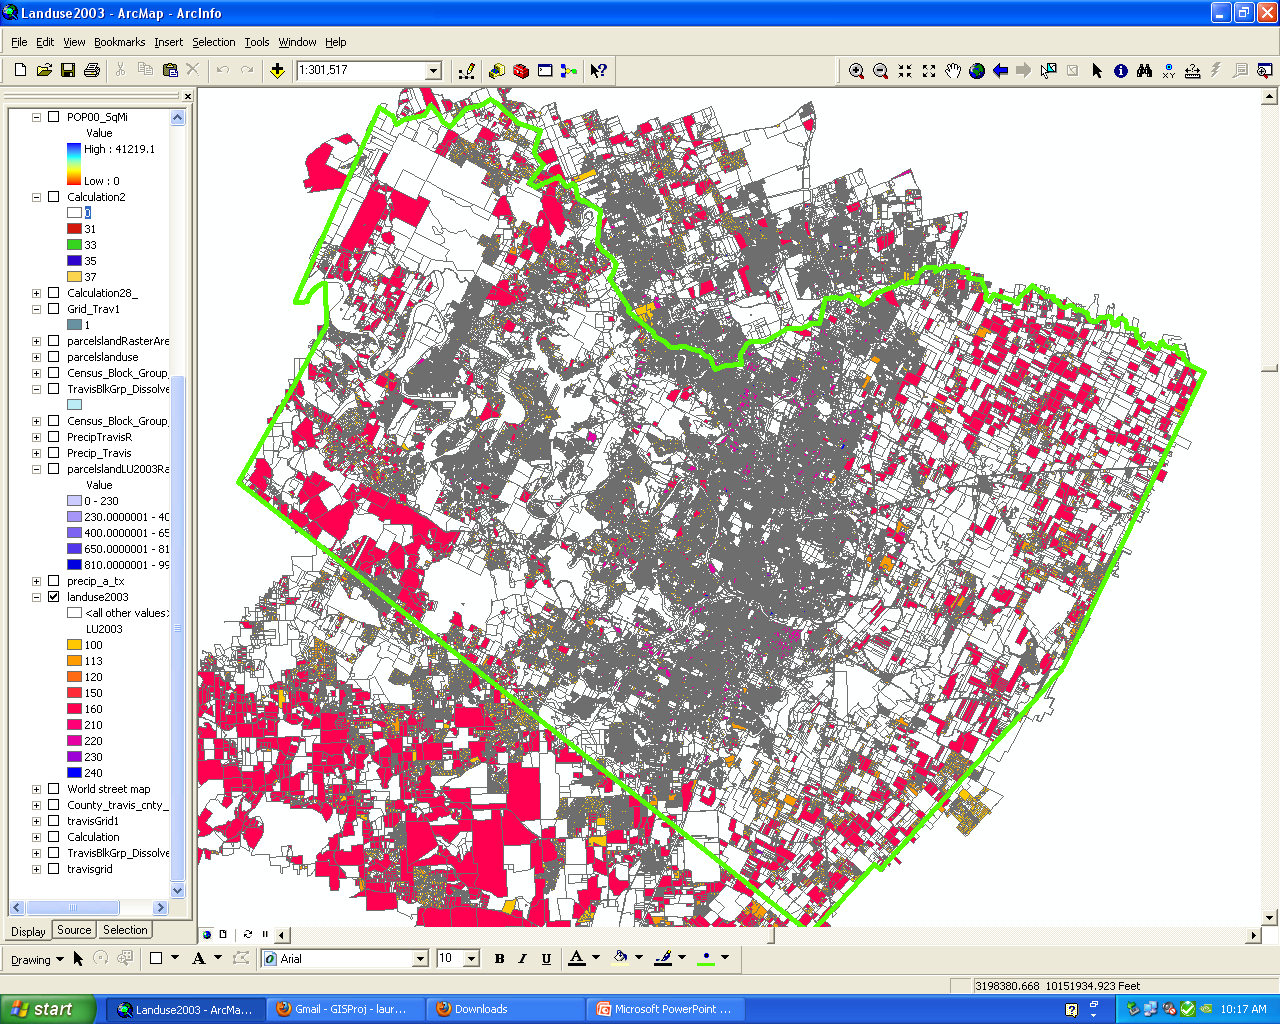 Landuse2003 - ArcMap - ArcInfo
File Edit View Bookmarks Insert Selection Tools Window Help
1:301,517
POP00_SqMi
Value
High : 41219.1
Low : 0
Calculation2
0
31
33
35
37
Calculation28_
Grid_Trav1
1
parcelslandRasterAre
parcelslanduse
Census_Block_Group_
TravisBlkGrp_Dissolve
Census_Block_Group_
PrecipTravisR
Precip_Travis
parcelslandLU2003Ra
Value
0 - 230
230.0000001 - 40
400.0000001 - 65
650.0000001 - 81
810.0000001 - 99
precip_a_tx
landuse2003
<all other values>
LU2003
100
113
120
150
160
210
220
230
240
World street map
County_travis_cnty_
travisGrid1
Calculation
TravisBlkGrp_Dissolve
travisgrid
Display Source Selection
Drawing A Arial 10 B I U A
3198380.668 10151934.923 Feet
start Landuse2003 - ArcMa... Gmail - GISProj - laur... Downloads Microsoft PowerPoint ... 10:17 AM